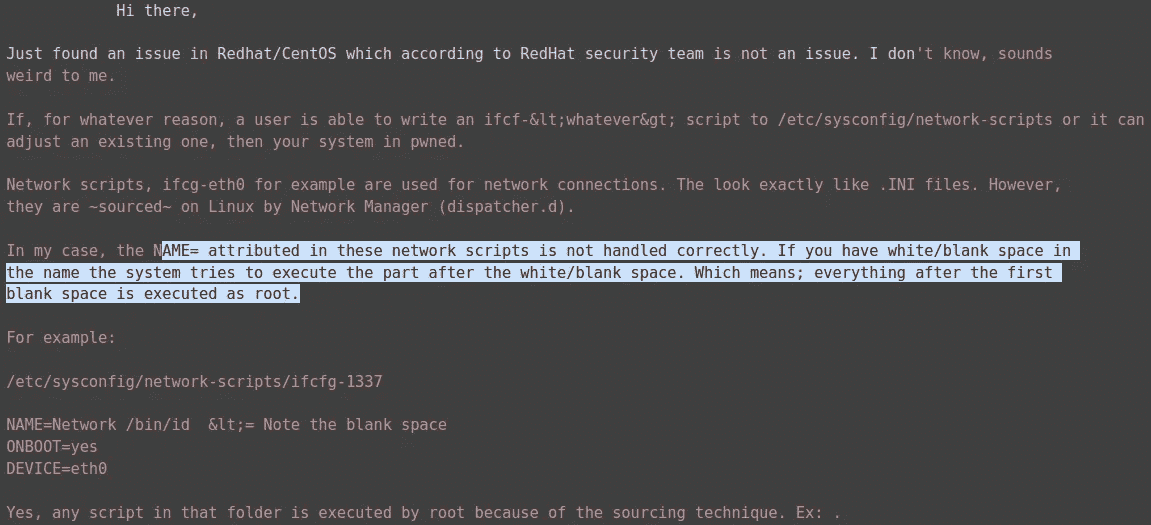 Hi there,
Just found an issue in Redhat/CentOS which according to RedHat security team is not an issue. I don't know, sounds
weird to me.
If, for whatever reason, a user is able to write an ifcf-&lt;whatever&gt; script to /etc/sysconfig/network-scripts or it can
adjust an existing one, then your system in pwned.
Network scripts, ifcg-eth0 for example are used for network connections. The look exactly like .INI files. However,
they are ~sourced~ on Linux by Network Manager (dispatcher.d).
In my case, the NAME= attributed in these network scripts is not handled correctly. If you have white/blank space in
the name the system tries to execute the part after the white/blank space. Which means; everything after the first
blank space is executed as root.
For example:
/etc/sysconfig/network-scripts/ifcfg-1337
NAME=Network /bin/id  &lt;= Note the blank space
ONBOOT=yes
DEVICE=eth0
Yes, any script in that folder is executed by root because of the sourcing technique. Ex: .